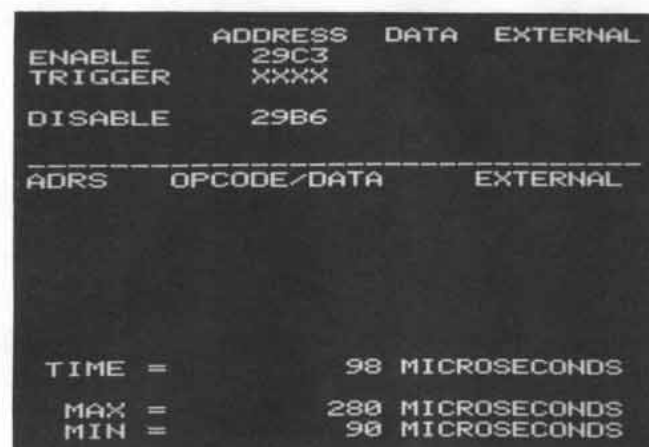 ADDRESS DATA EXTERNAL
ENABLE 29C3
TRIGGER XXXX
DISABLE 29B6
ADRS OPCODE/DATA EXTERNAL
TIME = 98 MICROSECONDS
MAX = 280 MICROSECONDS
MIN = 90 MICROSECONDS